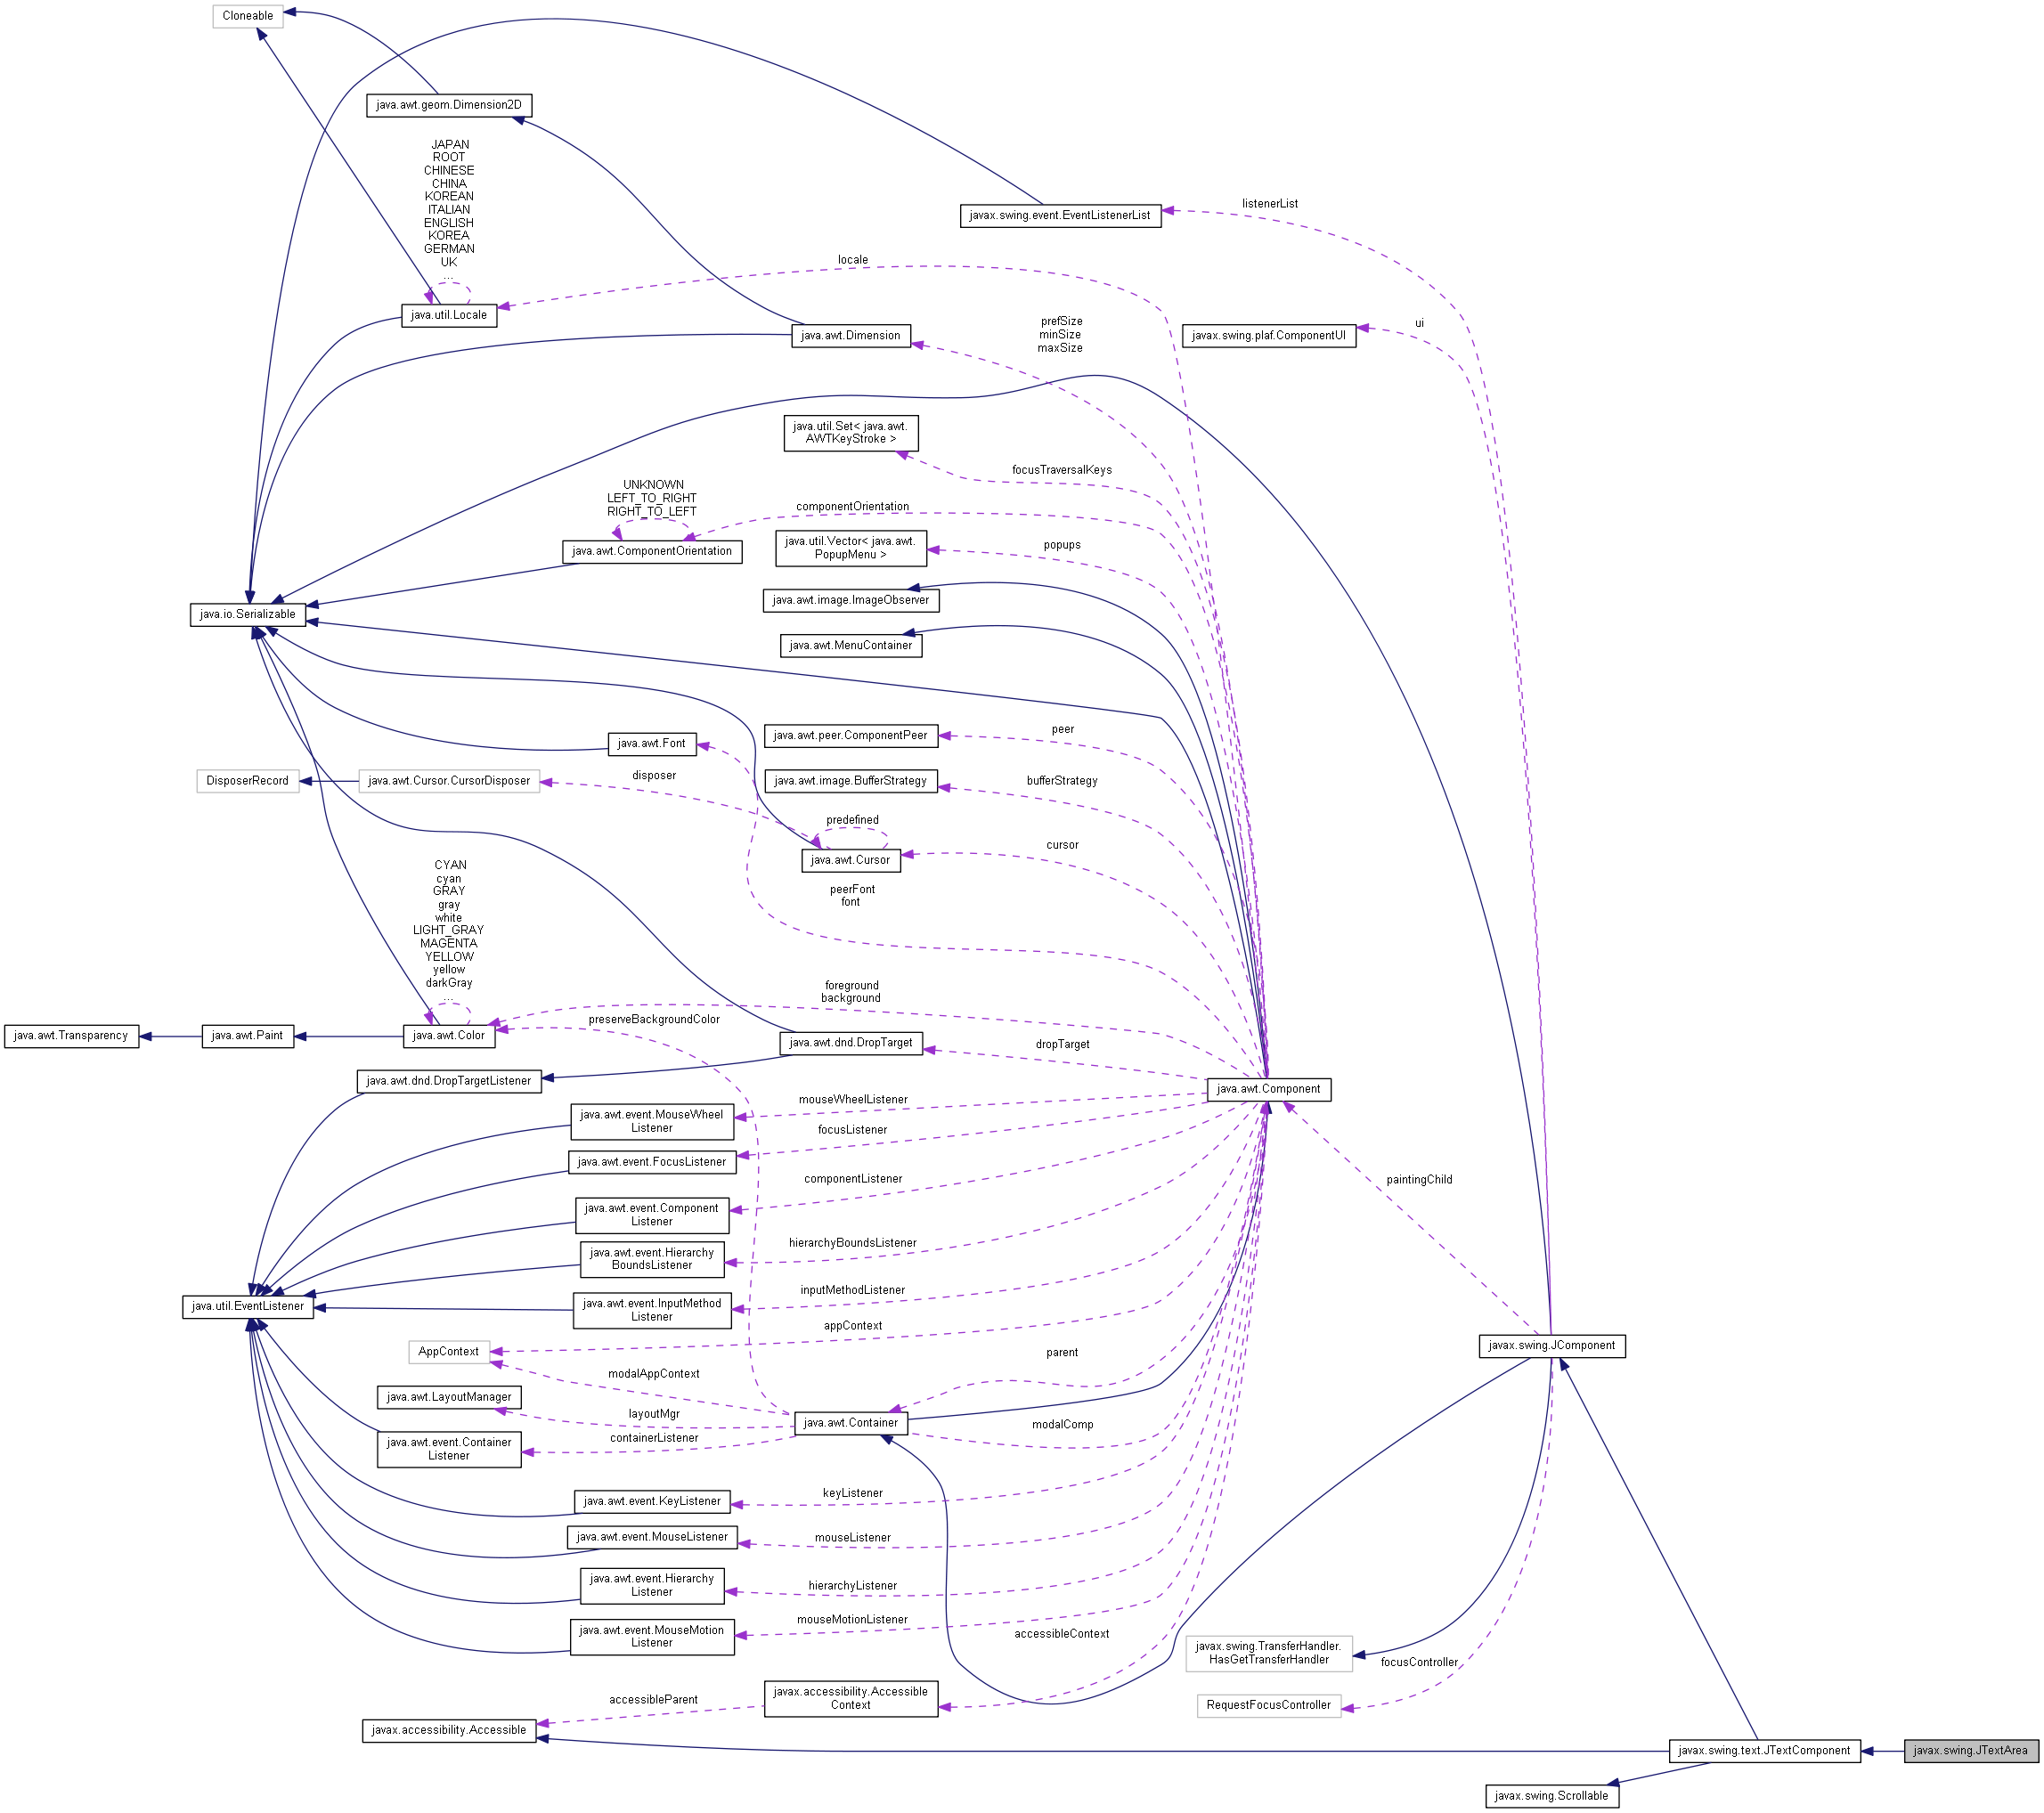 Cloneable
java.awt.geom.Dimension2D
JAPAN
ROOT
CHINESE
CHINA
KOREAN
ITALIAN
ENGLISH
KOREA
GERMAN
UK
...
java.util.Locale
javax.swing.event.EventListenerList
listenerList
locale
java.awt.Dimension
prefSize
minSize
maxSize
javax.swing.plaf.ComponentUI
ui
java.util.Set< java.awt.
AWTKeyStroke >
focusTraversalKeys
UNKNOWN
LEFT_TO_RIGHT
RIGHT_TO_LEFT
componentOrientation
java.awt.ComponentOrientation
java.util.Vector< java.awt.
PopupMenu >
popups
java.awt.image.ImageObserver
java.io.Serializable
java.awt.MenuContainer
java.awt.peer.ComponentPeer
peer
java.awt.Font
DisposerRecord
java.awt.Cursor.CursorDisposer
disposer
java.awt.image.BufferStrategy
bufferStrategy
predefined
java.awt.Cursor
cursor
peerFont
font
CYAN
cyan
GRAY
gray
white
LIGHT_GRAY
MAGENTA
YELLOW
yellow
darkGray
...
foreground
background
preserveBackgroundColor
java.awt.Transparency
java.awt.Paint
java.awt.Color
java.awt.dnd.DropTarget
dropTarget
java.awt.dnd.DropTargetListener
java.awt.Component
java.awt.event.MouseWheel
Listener
mouseWheelListener
java.awt.event.FocusListener
focusListener
java.awt.event.Component
Listener
componentListener
paintingChild
java.awt.event.Hierarchy
BoundsListener
hierarchyBoundsListener
java.util.EventListener
java.awt.event.InputMethod
Listener
inputMethodListener
AppContext
appContext
javax.swing.JComponent
modalAppContext
parent
java.awt.LayoutManager
layoutMgr
java.awt.Container
modalComp
java.awt.event.Container
Listener
containerListener
java.awt.event.KeyListener
keyListener
java.awt.event.MouseListener
mouseListener
java.awt.event.Hierarchy
Listener
hierarchyListener
java.awt.event.MouseMotion
Listener
mouseMotionListener
accessibleContext
javax.swing.TransferHandler.
HasGetTransferHandler
focusController
javax.accessibility.Accessible
Context
accessibleParent
RequestFocusController
javax.accessibility.Accessible
javax.swing.text.JTextComponent
javax.swing.JTextArea
javax.swing.Scrollable